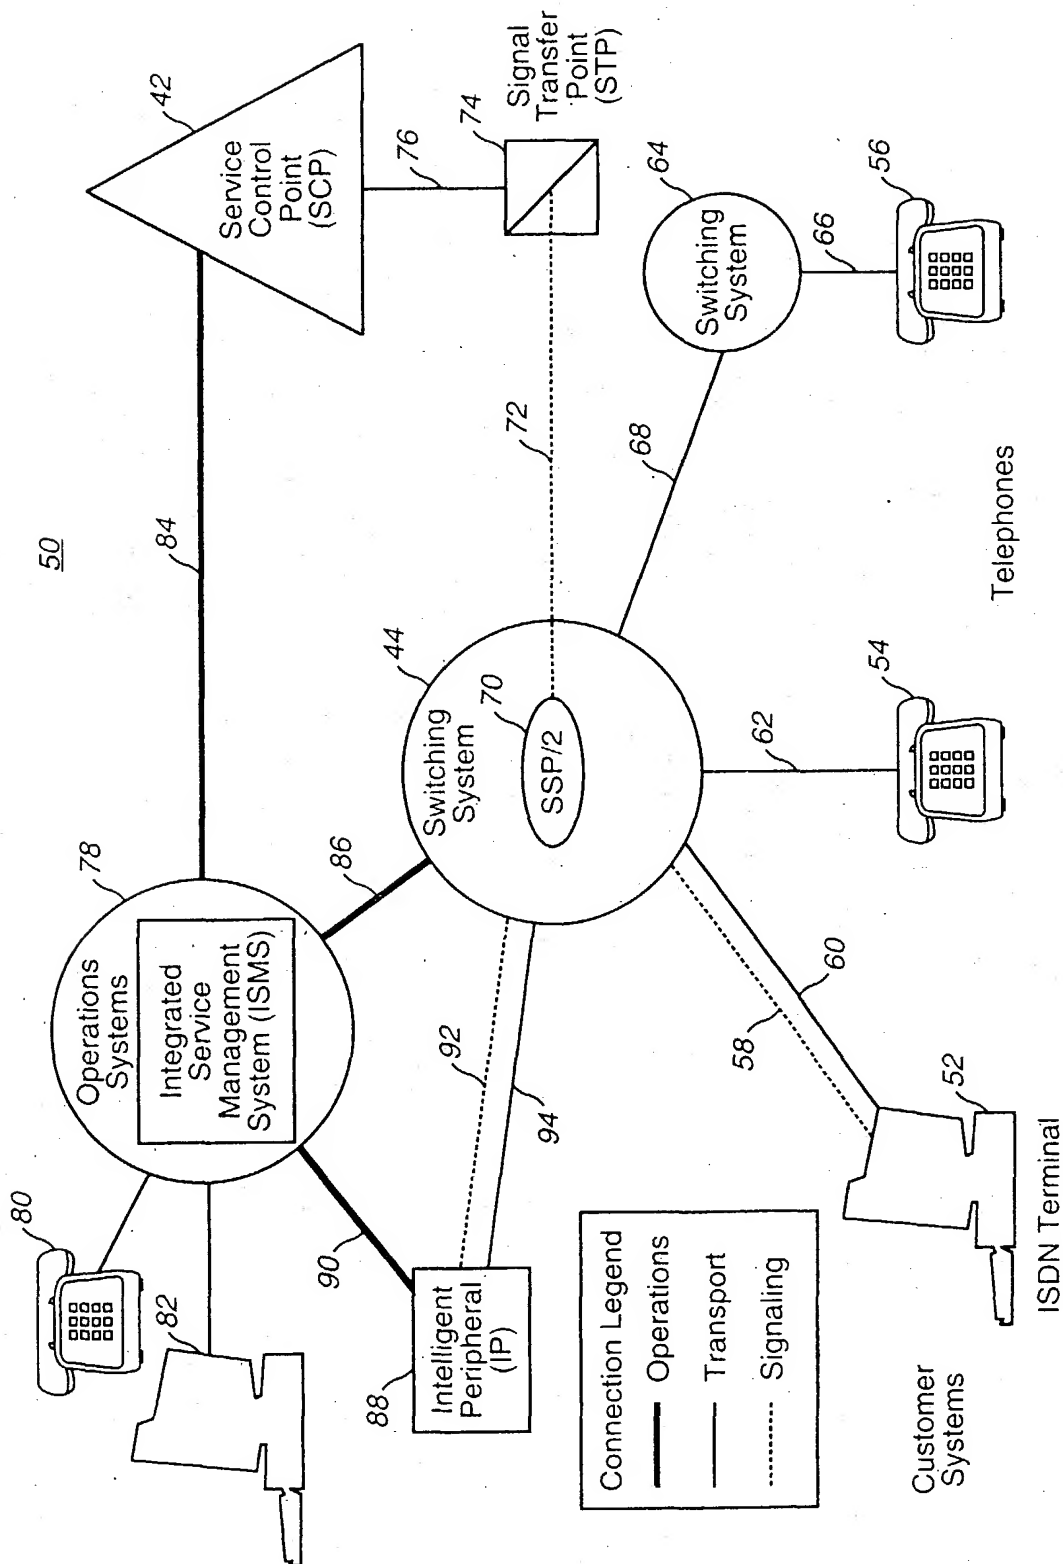 50
80
82
Operations
Systems
78
Integrated
Service
Management
System (ISMS)
84
42
Service
Control
Point
(SCP)
76
74
Signal
Transfer
Point
(STP)
90
86
88
Intelligent
Peripheral
(IP)
92
94
44
Switching
System
70
SSP/2
72
64
Switching
System
68
66
56
62
54
60
58
52
Connection Legend
Operations
Transport
Signaling
Customer
Systems
ISDN Terminal
Telephones